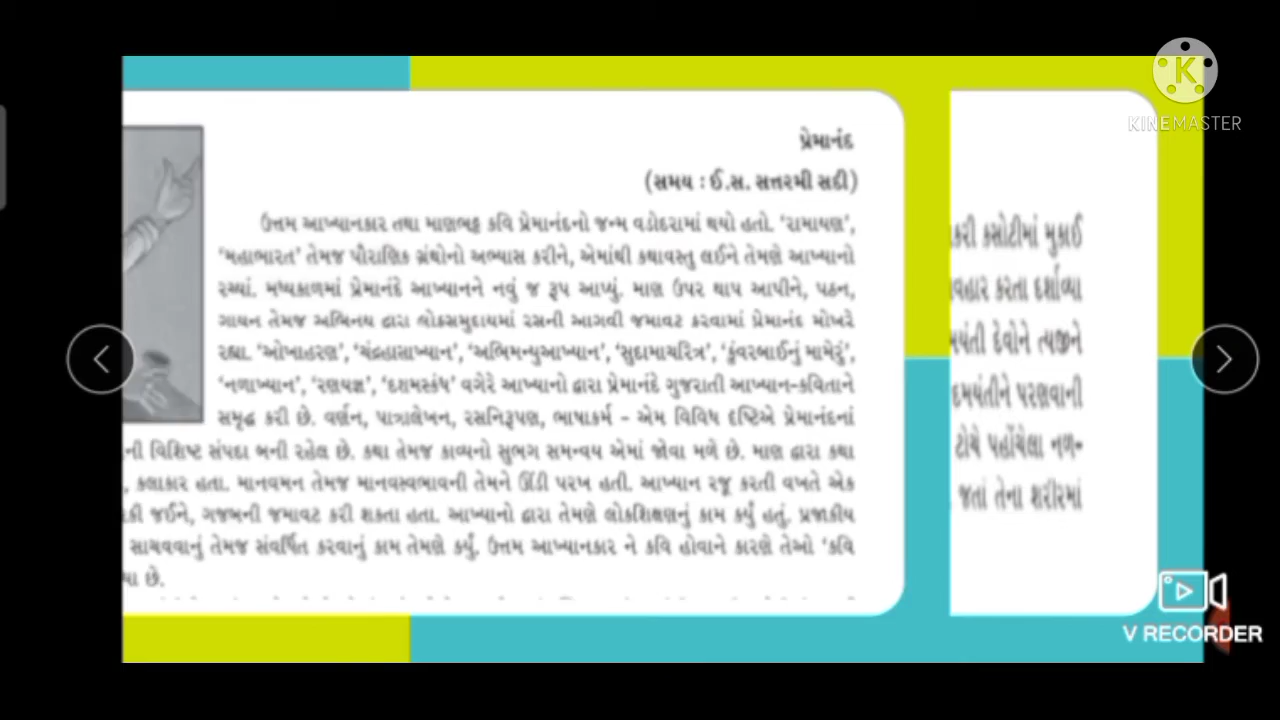 પ્રેમાનંદ
(સમય : ઈ.સ. સત્તરમી સદી)
ઉત્તમ આખ્યાનકાર તથા માણભટ્ટ કવિ પ્રેમાનંદનો જન્મ વડોદરામાં થયો હતો. ‘રામાયણ’,
‘મહાભારત’ તેમજ પૌરાણિક ગ્રંથોનો અભ્યાસ કરીને, એમાંથી કથાવસ્તુ લઈને તેમણે આખ્યાનો
રચ્યાં. મધ્યકાળમાં પ્રેમાનંદે આખ્યાનને નવું જ રૂપ આપ્યું. માણ ઉપર થાપ આપીને, પઠન,
ગાયન તેમજ અભિનય દ્વારા લોકસમુદાયમાં રસની આગવી જમાવટ કરવામાં પ્રેમાનંદ મોખરે
રહ્યા. ‘ઓખાહરણ’, ‘ચંદ્રહાસાખ્યાન’, ‘અભિમન્યુઆખ્યાન’, ‘સુદામાચરિત્ર’, ‘કુંવરબાઈનું મામેરું’,
‘નળાખ્યાન’, ‘રણયજ્ઞ’, ‘દશમસ્કંધ’ વગેરે આખ્યાનો દ્વારા પ્રેમાનંદે ગુજરાતી આખ્યાન-કવિતાને
સમૃદ્ધ કરી છે. વર્ણન, પાત્રાલેખન, રસનિરૂપણ, ભાષાકર્મ – એમ વિવિધ દૃષ્ટિએ પ્રેમાનંદનાં
ની વિશિષ્ટ સંપદા બની રહેલ છે. કથા તેમજ કાવ્યનો સુભગ સમન્વય એમાં જોવા મળે છે. માણ દ્વારા કથા
, કલાકાર હતા. માનવમન તેમજ માનવસ્વભાવની તેમને ઊંડી પરખ હતી. આખ્યાન રજૂ કરતી વખતે એક
જઈને, ગજબની જમાવટ કરી શકતા હતા. આખ્યાનો દ્વારા તેમણે લોકશિક્ષણનું કામ કર્યું હતું. પ્રજાકીય
સાચવવાનું તેમજ સંવર્ધિત કરવાનું કામ તેમણે કર્યું. ઉત્તમ આખ્યાનકાર ને કવિ હોવાને કારણે તેઓ ‘કવિ
યા છે.
કરી કસોટીમાં મુકાઈ
વહાર કરતા દર્શાવ્યા
મયંતી દેવોને ત્યજીને
દમયંતીને પરણવાની
ટોચે પહોંચેલા નળ-
જતાં તેના શરીરમાં
K
KINEMASTER
V RECORDER